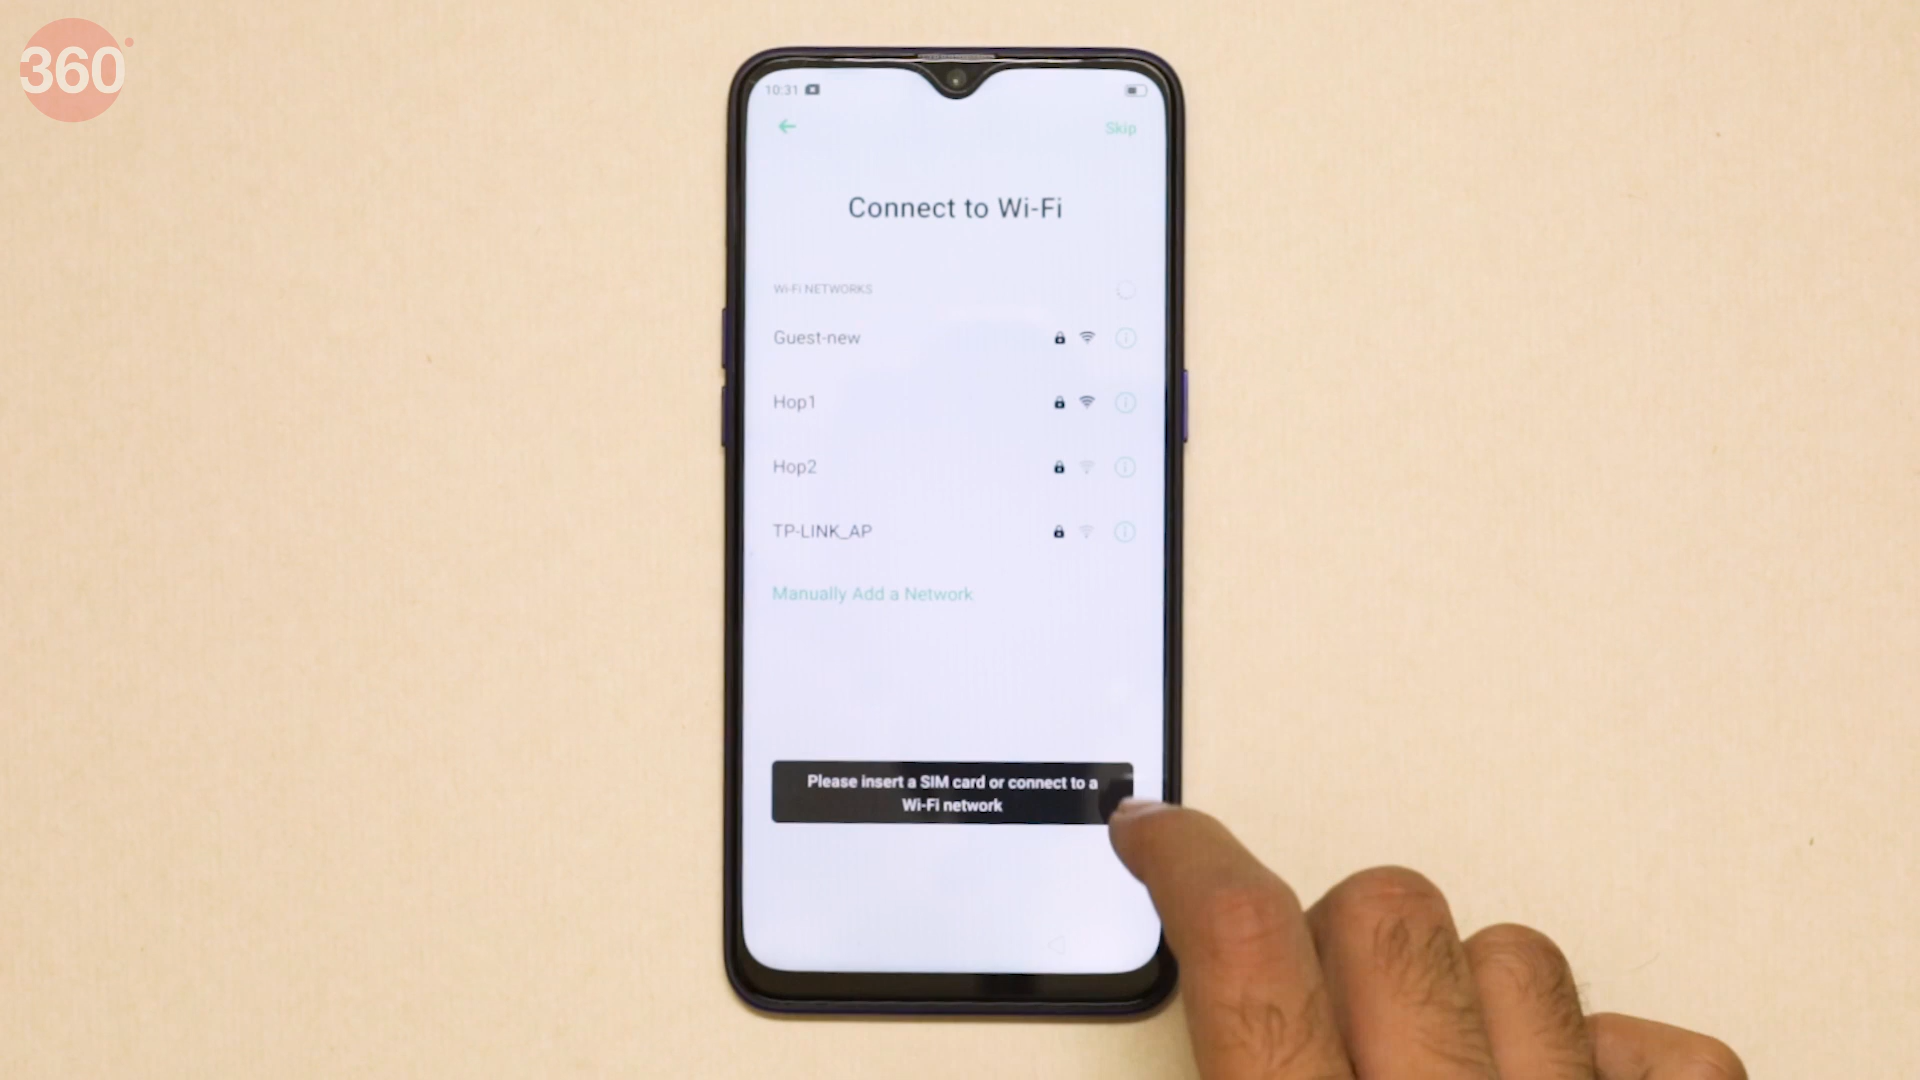 360
10:31
Skip
Connect to Wi-Fi
Wi-Fi NETWORKS
Guest-new
Hop1
Hop2
TP-LINK_AP
Manually Add a Network
Please insert a SIM card or connect to a
Wi-Fi network